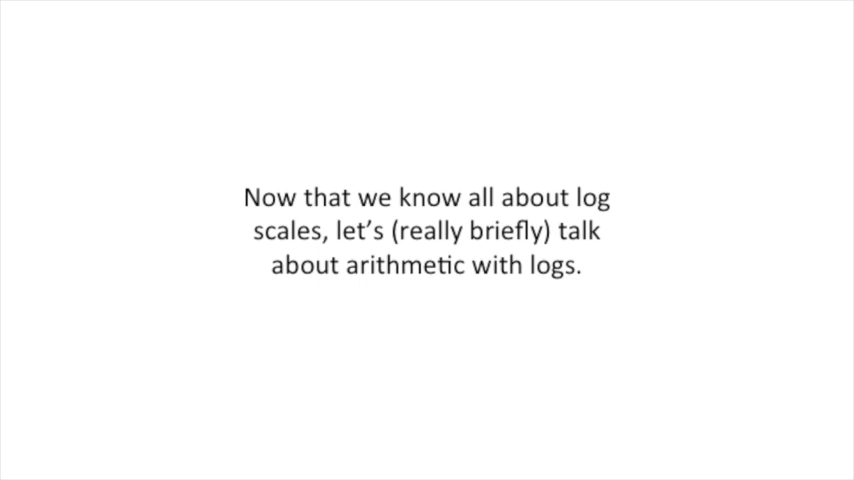 Now that we know all about log
scales, let's (really briefly) talk
about arithmetic with logs.